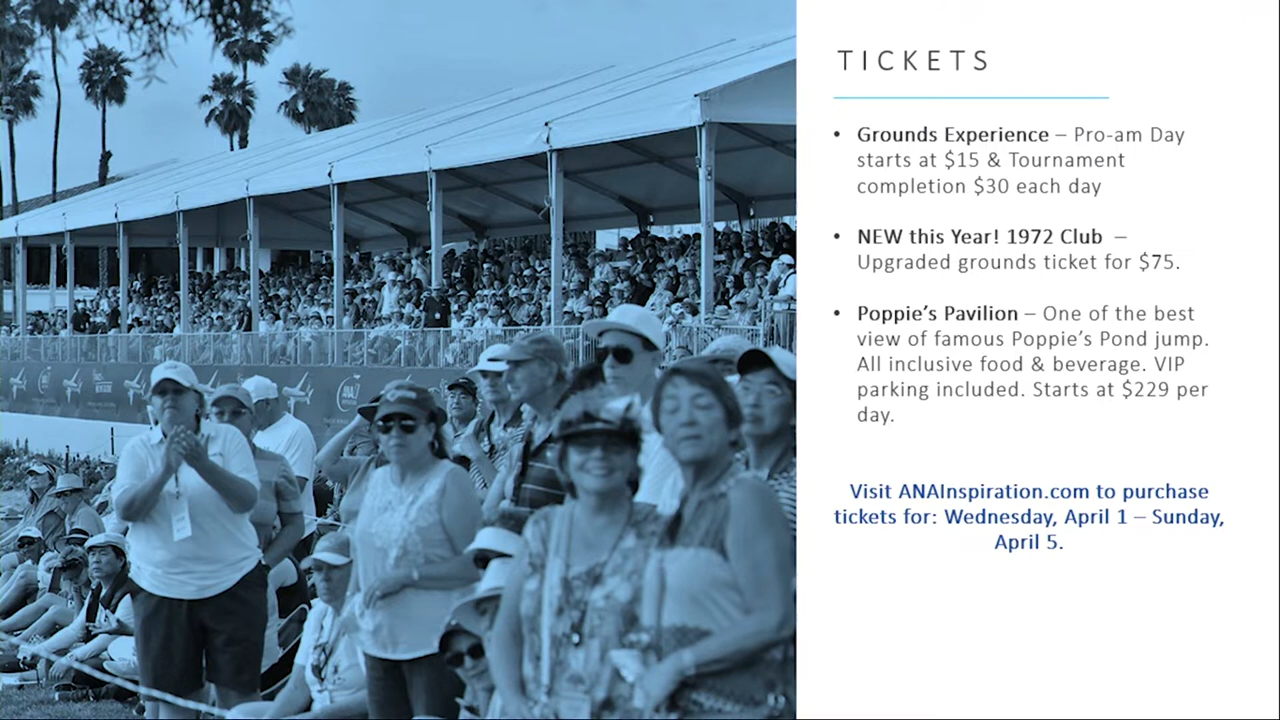 TICKETS
• Grounds Experience – Pro-am Day
starts at $15 & Tournament
completion $30 each day
• NEW this Year! 1972 Club –
Upgraded grounds ticket for $75.
• Poppie’s Pavilion – One of the best
view of famous Poppie’s Pond jump.
All inclusive food & beverage. VIP
parking included. Starts at $229 per
day.
Visit ANAInspiration.com to purchase
tickets for: Wednesday, April 1 – Sunday,
April 5.
ANA